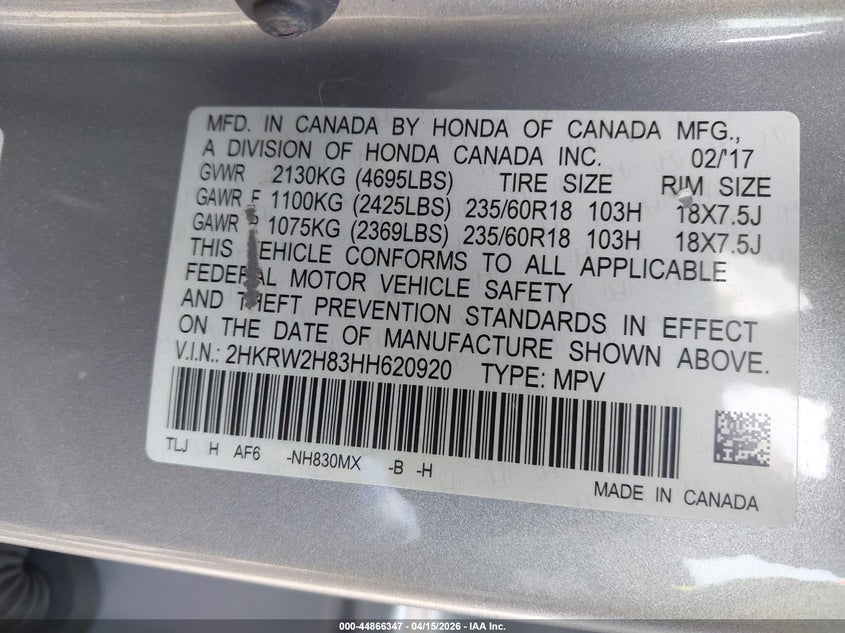 MFD. IN CANADA BY HONDA OF CANADA MFG.,
A DIVISION OF HONDA CANADA INC. 02/'17
GVWR 2130KG (4695LBS) TIRE SIZE RIM SIZE
GAWR F 1100KG (2425LBS) 235/60R18 103H 18X7.5J
GAWR R 1075KG (2369LBS) 235/60R18 103H 18X7.5J
THIS VEHICLE CONFORMS TO ALL APPLICABLE
FEDERAL MOTOR VEHICLE SAFETY
AND THEFT PREVENTION STANDARDS IN EFFECT
ON THE DATE OF MANUFACTURE SHOWN ABOVE.
V.I.N.: 2HKRW2H83HH620920 TYPE: MPV
TLJ H AF6 -NH830MX -B -H
MADE IN CANADA
000-44866347 - 04/15/2026 - IAA Inc.